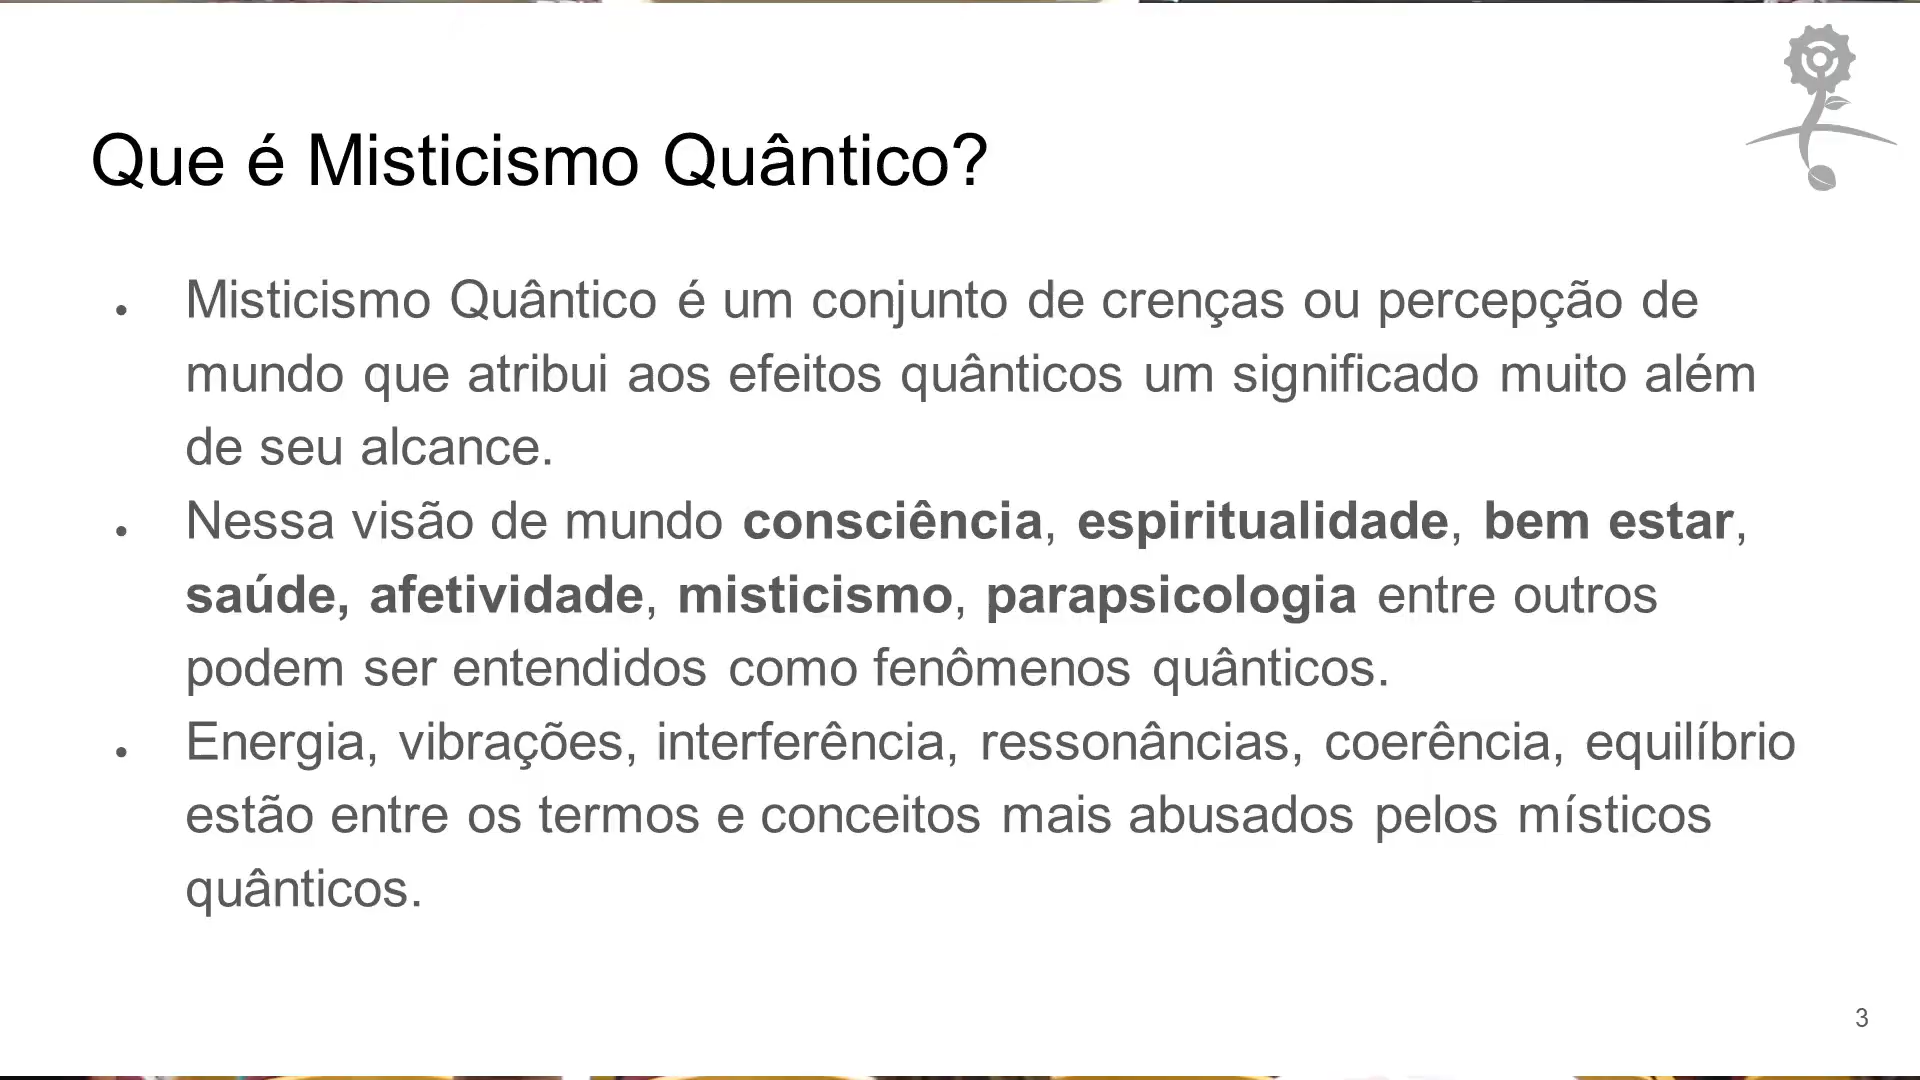 Que é Misticismo Quântico?
• Misticismo Quântico é um conjunto de crenças ou percepção de
mundo que atribui aos efeitos quânticos um significado muito além
de seu alcance.
• Nessa visão de mundo consciência, espiritualidade, bem estar,
saúde, afetividade, misticismo, parapsicologia entre outros
podem ser entendidos como fenômenos quânticos.
• Energia, vibrações, interferência, ressonâncias, coerência, equilíbrio
estão entre os termos e conceitos mais abusados pelos místicos
quânticos.
3